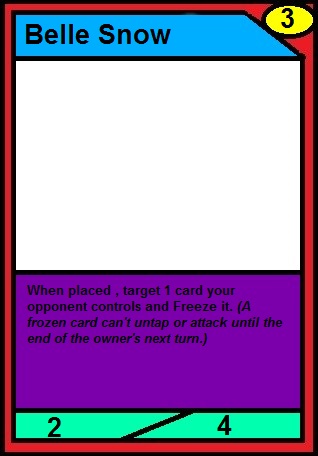 Belle Snow
3
When placed , target 1 card your
opponent controls and Freeze it. (A
frozen card can't untap or attack until the
end of the owner's next turn.)
2
4